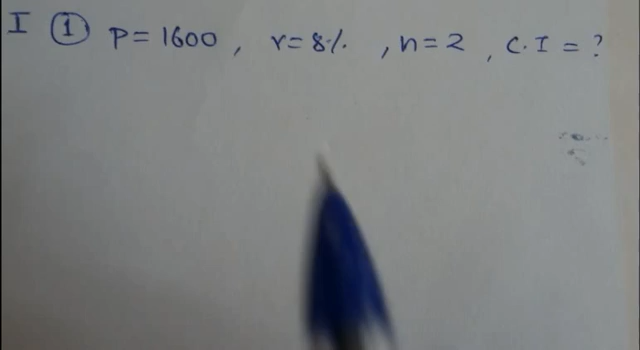 I ① P = 1600 , r = 8% , n = 2 , C.I = ?